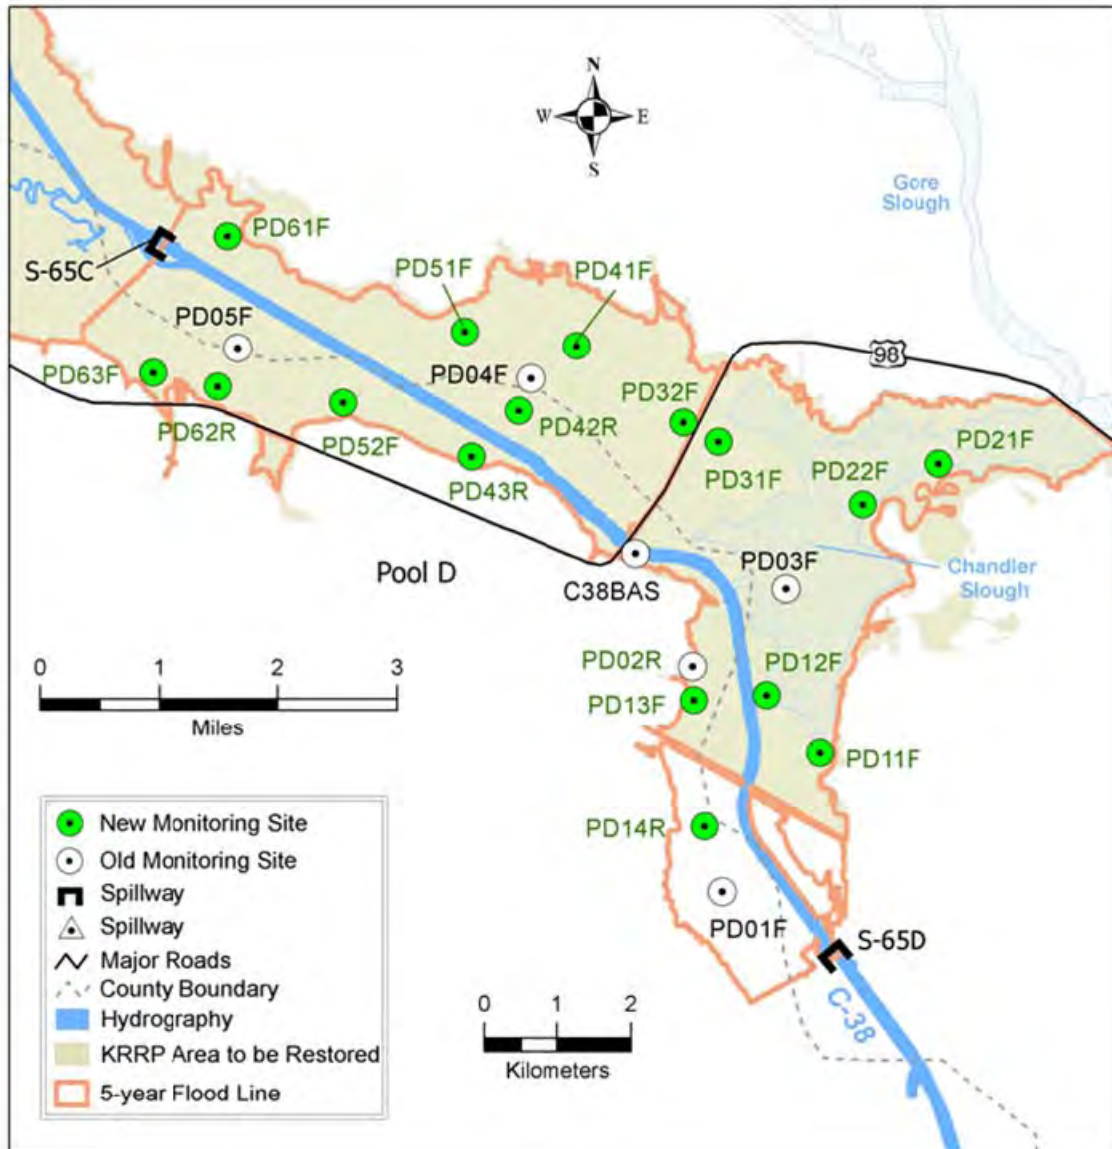 N
W
E
S
Gore
Slough
PD61F
S-65C
PD51F
PD41F
PD05F
98
PD63F
PD04F
PD32F
PD62R
PD42R
PD52F
PD31F
PD21F
PD22F
PD43R
Pool D
C38BAS
PD03F
Chandler
Slough
0 1 2 3
Miles
PD02R
PD12F
PD13F
PD11F
PD14R
PD01F
S-65D
C-38
New Monitoring Site
Old Monitoring Site
Spillway
Spillway
Major Roads
County Boundary
Hydrography
KRRP Area to be Restored
5-year Flood Line
0 1 2
Kilometers